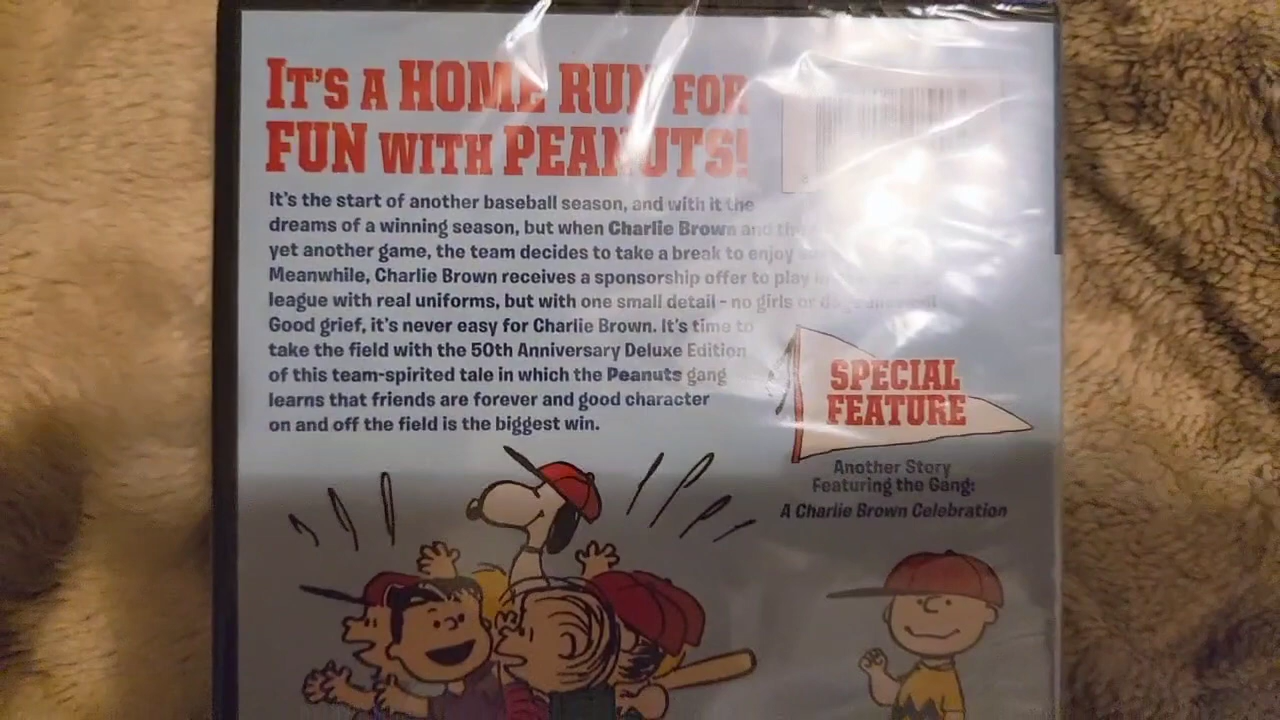 IT'S A HOME RUN FOR
FUN WITH PEANUTS!
It's the start of another baseball season, and with it the
dreams of a winning season, but when Charlie Brown and the
yet another game, the team decides to take a break to enjoy
Meanwhile, Charlie Brown receives a sponsorship offer to play
league with real uniforms, but with one small detail - no girls or
Good grief, it's never easy for Charlie Brown. It's time to
take the field with the 50th Anniversary Deluxe Edition
of this team-spirited tale in which the Peanuts gang
learns that friends are forever and good character
on and off the field is the biggest win.
SPECIAL
FEATURE
Another Story
Featuring the Gang:
A Charlie Brown Celebration